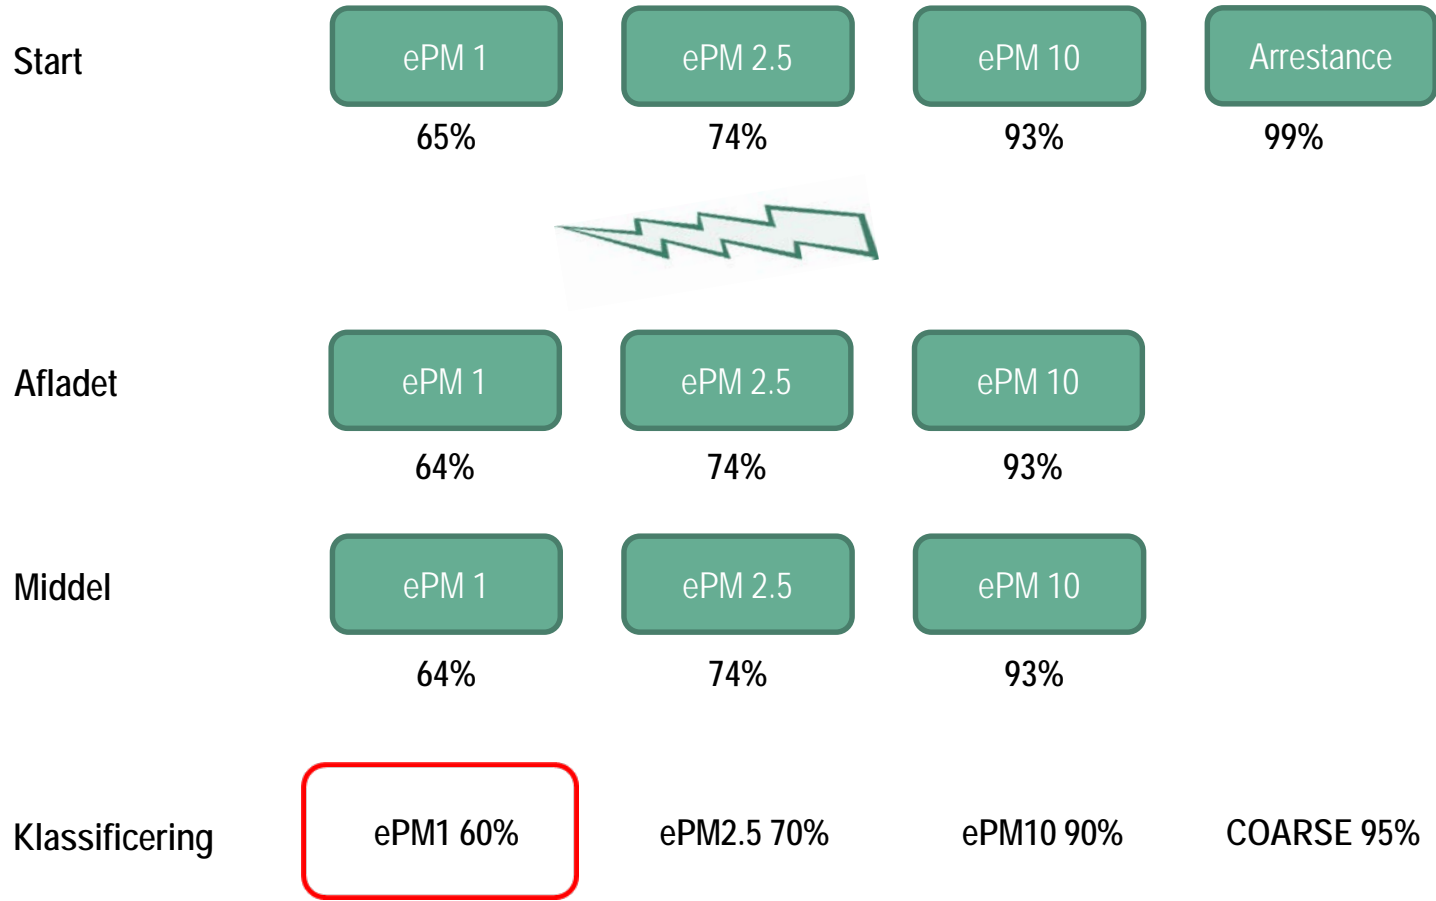 Start
ePM 1 ePM 2.5 ePM 10 Arrestance
65% 74% 93% 99%
Afladet
ePM 1 ePM 2.5 ePM 10
64% 74% 93%
Middel
ePM 1 ePM 2.5 ePM 10
64% 74% 93%
Klassificering ePM1 60% ePM2.5 70% ePM10 90% COARSE 95%